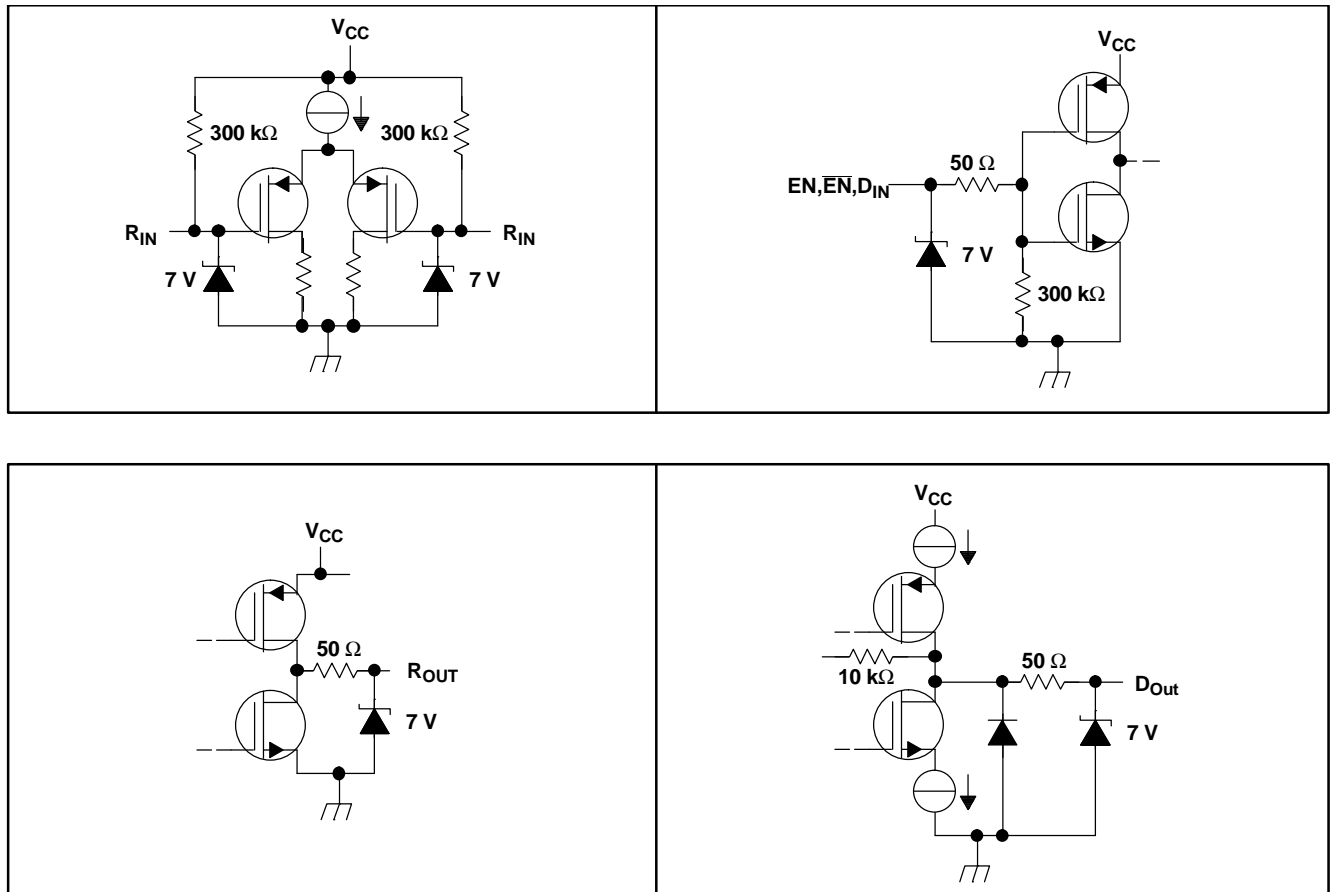 VCC
300 kΩ 300 kΩ
RIN RIN
7 V 7 V
VCC
50 Ω
EN,E̅N̅,DIN
7 V
300 kΩ
VCC
50 Ω
ROUT
7 V
VCC
10 kΩ
50 Ω
DOut
7 V